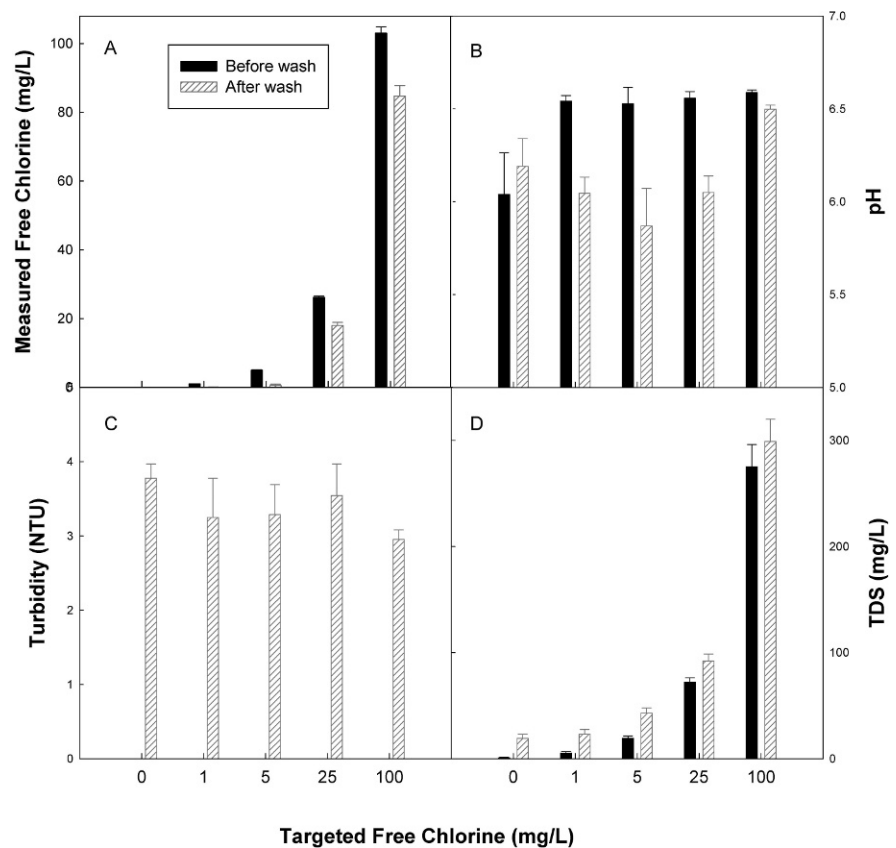 A
Before wash
After wash
Measured Free Chlorine (mg/L)
100
80
60
40
20
B
7.0
6.5
6.0
5.5
5.0
pH
C
4
3
2
1
0
Turbidity (NTU)
D
300
200
100
0
TDS (mg/L)
0 1 5 25 100
0 1 5 25 100
Targeted Free Chlorine (mg/L)